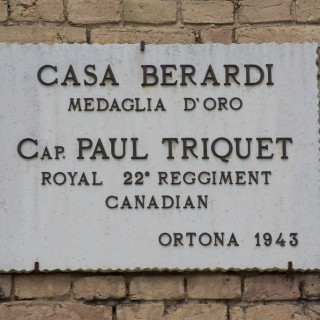 CASA BERARDI
MEDAGLIA D'ORO
CAP. PAUL TRIQUET
ROYAL 22° REGGIMENT
CANADIAN
ORTONA 1943